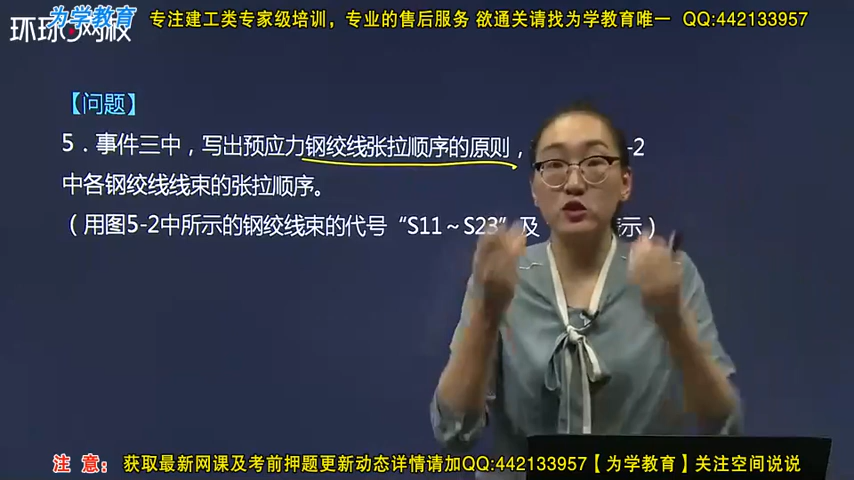 为学教育 专注建工类专家级培训，专业的售后服务 欲通关请找为学教育唯一 QQ:442133957
环球网校
【问题】
5．事件三中，写出预应力钢绞线张拉顺序的原则，-2
中各钢绞线线束的张拉顺序。
（用图5-2中所示的钢绞线束的代号“S11～S23”及示）
注 意： 获取最新网课及考前押题更新动态详情请加QQ:442133957【为学教育】关注空间说说